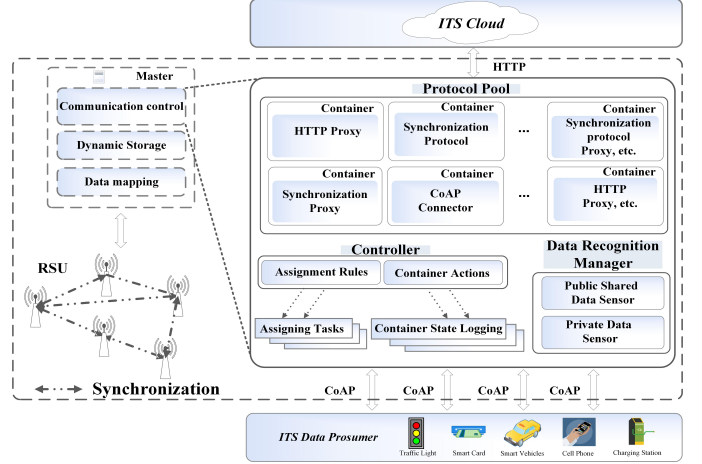 ITS Cloud
HTTP
Master
Communication control
Dynamic Storage
Data mapping
RSU
Synchronization
Protocol Pool
Container
HTTP Proxy
Container
Synchronization
Protocol
...
Container
Synchronization
protocol
Proxy, etc.
Container
Synchronization
Proxy
Container
CoAP
Connector
...
Container
HTTP
Proxy, etc.
Controller
Assignment Rules
Container Actions
Assigning Tasks
Container State Logging
Data Recognition
Manager
Public Shared
Data Sensor
Private Data
Sensor
CoAP
CoAP
CoAP
CoAP
ITS Data Prosumer
Traffic Light
Smart Card
Smart Vehicles
Cell Phone
Charging Station